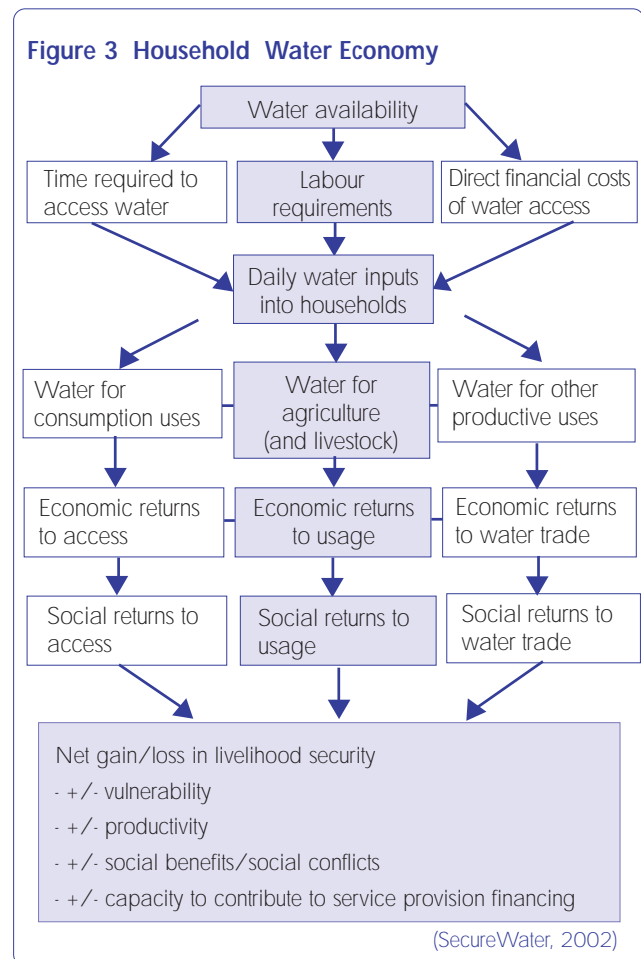 Figure 3 Household Water Economy
Water availability
Time required to
access water
Labour
requirements
Direct financial costs
of water access
Daily water inputs
into households
Water for
consumption uses
Water for
agriculture
(and livestock)
Water for other
productive uses
Economic returns
to access
Economic returns
to usage
Economic returns
to water trade
Social returns to
access
Social returns to
usage
Social returns to
water trade
Net gain/loss in livelihood security
- +/- vulnerability
- +/- productivity
- +/- social benefits/social conflicts
- +/- capacity to contribute to service provision financing
(SecureWater, 2002)